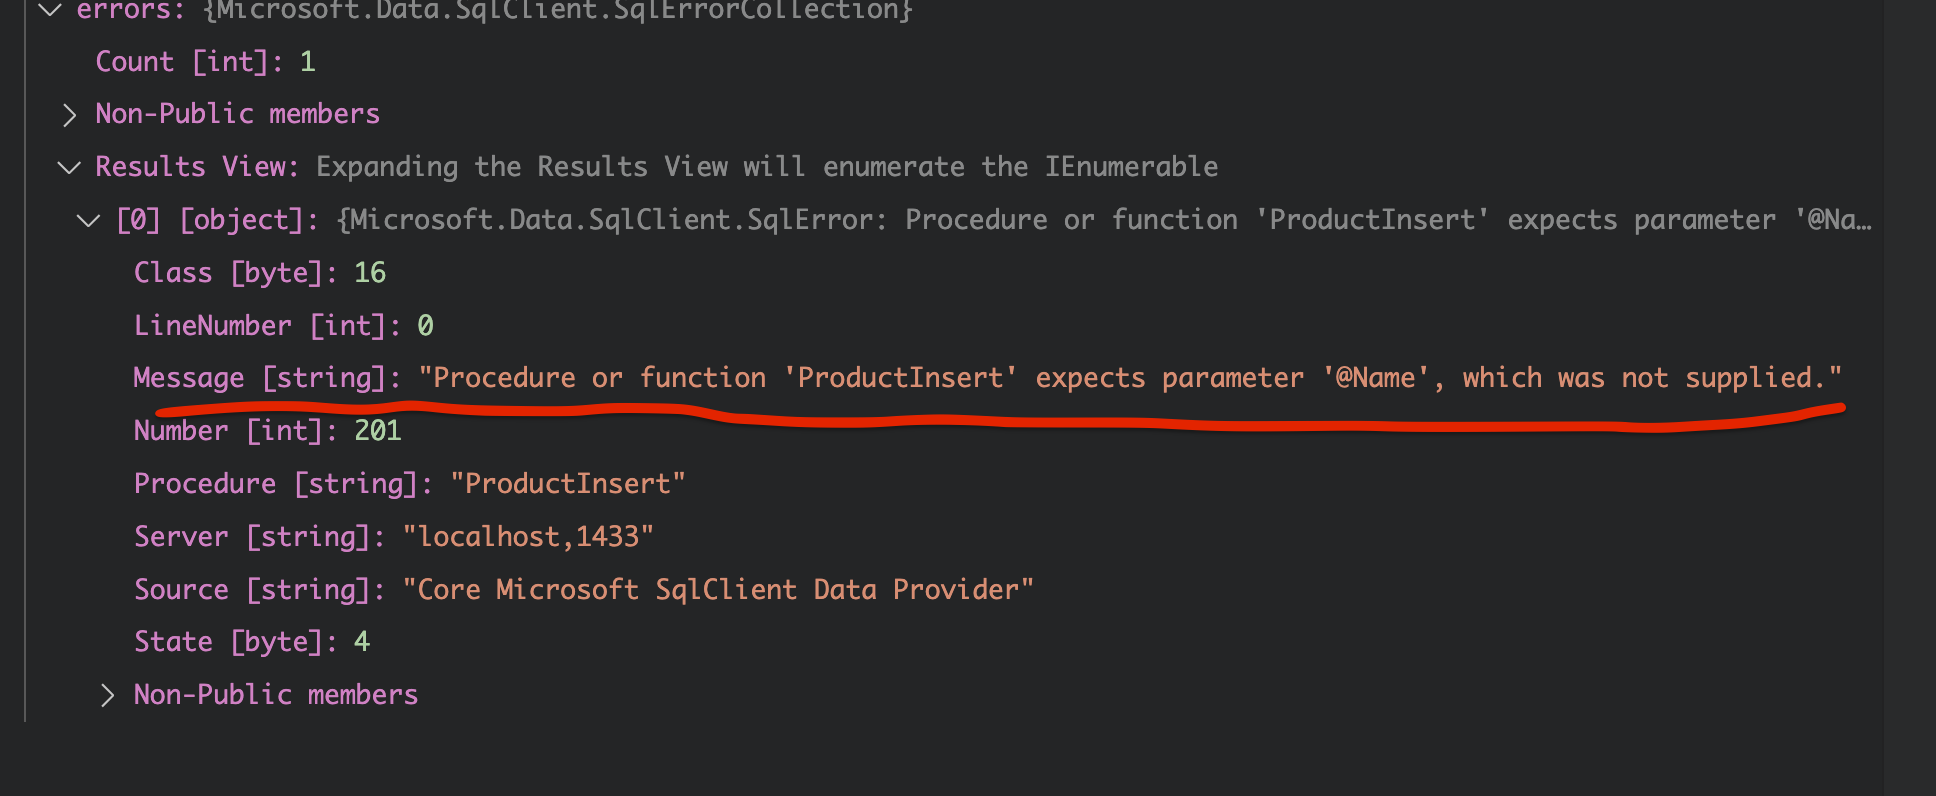 errors: {Microsoft.Data.SqlClient.SqlErrorCollection}
Count [int]: 1
Non-Public members
Results View: Expanding the Results View will enumerate the IEnumerable
[0] [object]: {Microsoft.Data.SqlClient.SqlError: Procedure or function 'ProductInsert' expects parameter '@Na…
Class [byte]: 16
LineNumber [int]: 0
Message [string]: "Procedure or function 'ProductInsert' expects parameter '@Name', which was not supplied."
Number [int]: 201
Procedure [string]: "ProductInsert"
Server [string]: "localhost,1433"
Source [string]: "Core Microsoft SqlClient Data Provider"
State [byte]: 4
Non-Public members